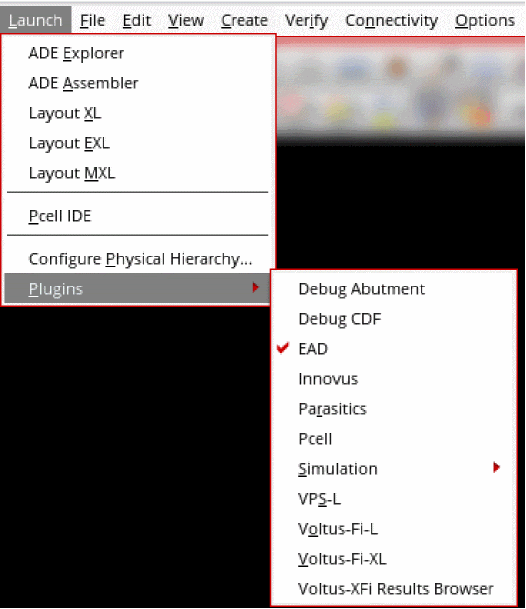 Launch File Edit View Create Verify Connectivity Options
ADE Explorer
ADE Assembler
Layout XL
Layout EXL
Layout MXL
Pcell IDE
Configure Physical Hierarchy...
Plugins
Debug Abutment
Debug CDF
EAD
Innovus
Parasitics
Pcell
Simulation
VPS-L
Voltus-Fi-L
Voltus-Fi-XL
Voltus-XFi Results Browser